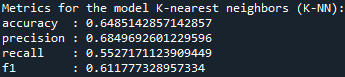 Metrics for the model K-nearest neighbors (K-NN):
accuracy  : 0.6485142857142857
precision : 0.6849692601229596
recall    : 0.5527171123909449
f1        : 0.611777328957334